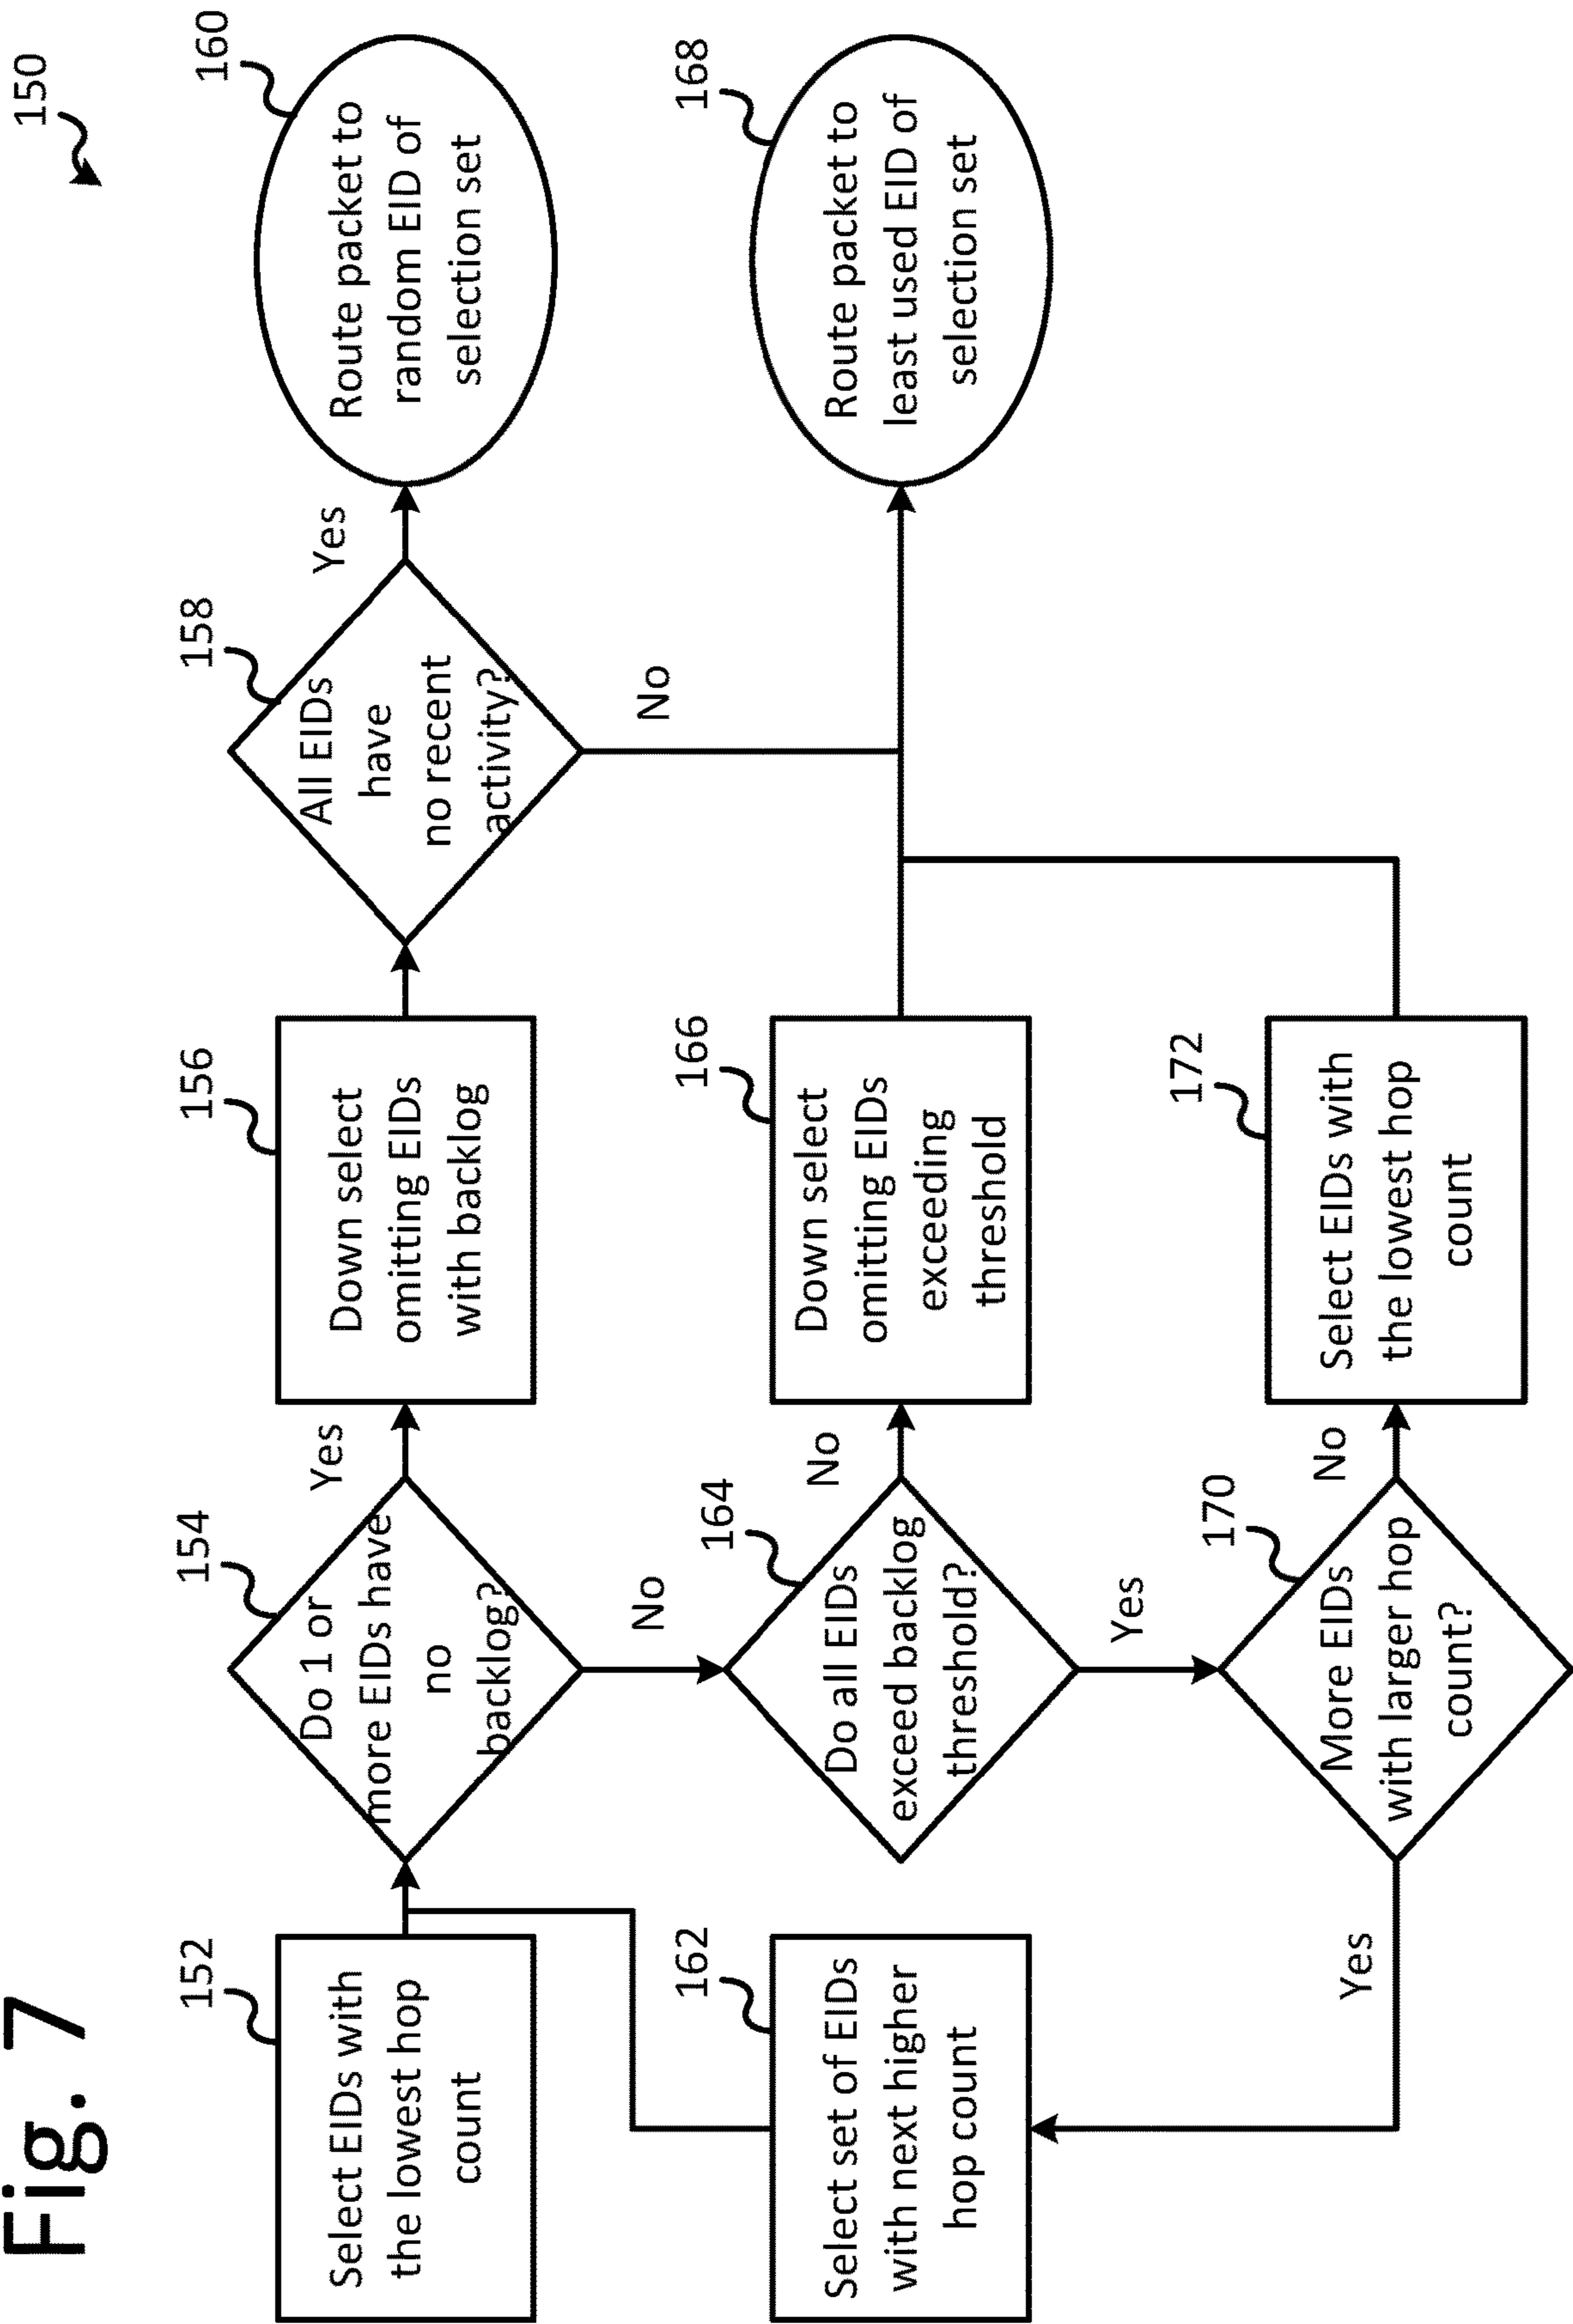 Fig. 7
150
152
Select EIDs with
the lowest hop
count
154
Do 1 or
more EIDs have
no
backlog?
Yes
156
Down select
omitting EIDs
with backlog
158
All EIDs
have
no recent
activity?
Yes
160
Route packet to
random EID of
selection set
No
No
162
Select set of EIDs
with next higher
hop count
164
Do all EIDs
exceed backlog
threshold?
No
166
Down select
omitting EIDs
exceeding
threshold
168
Route packet to
least used EID of
selection set
Yes
Yes
170
More EIDs
with larger hop
count?
No
172
Select EIDs with
the lowest hop
count